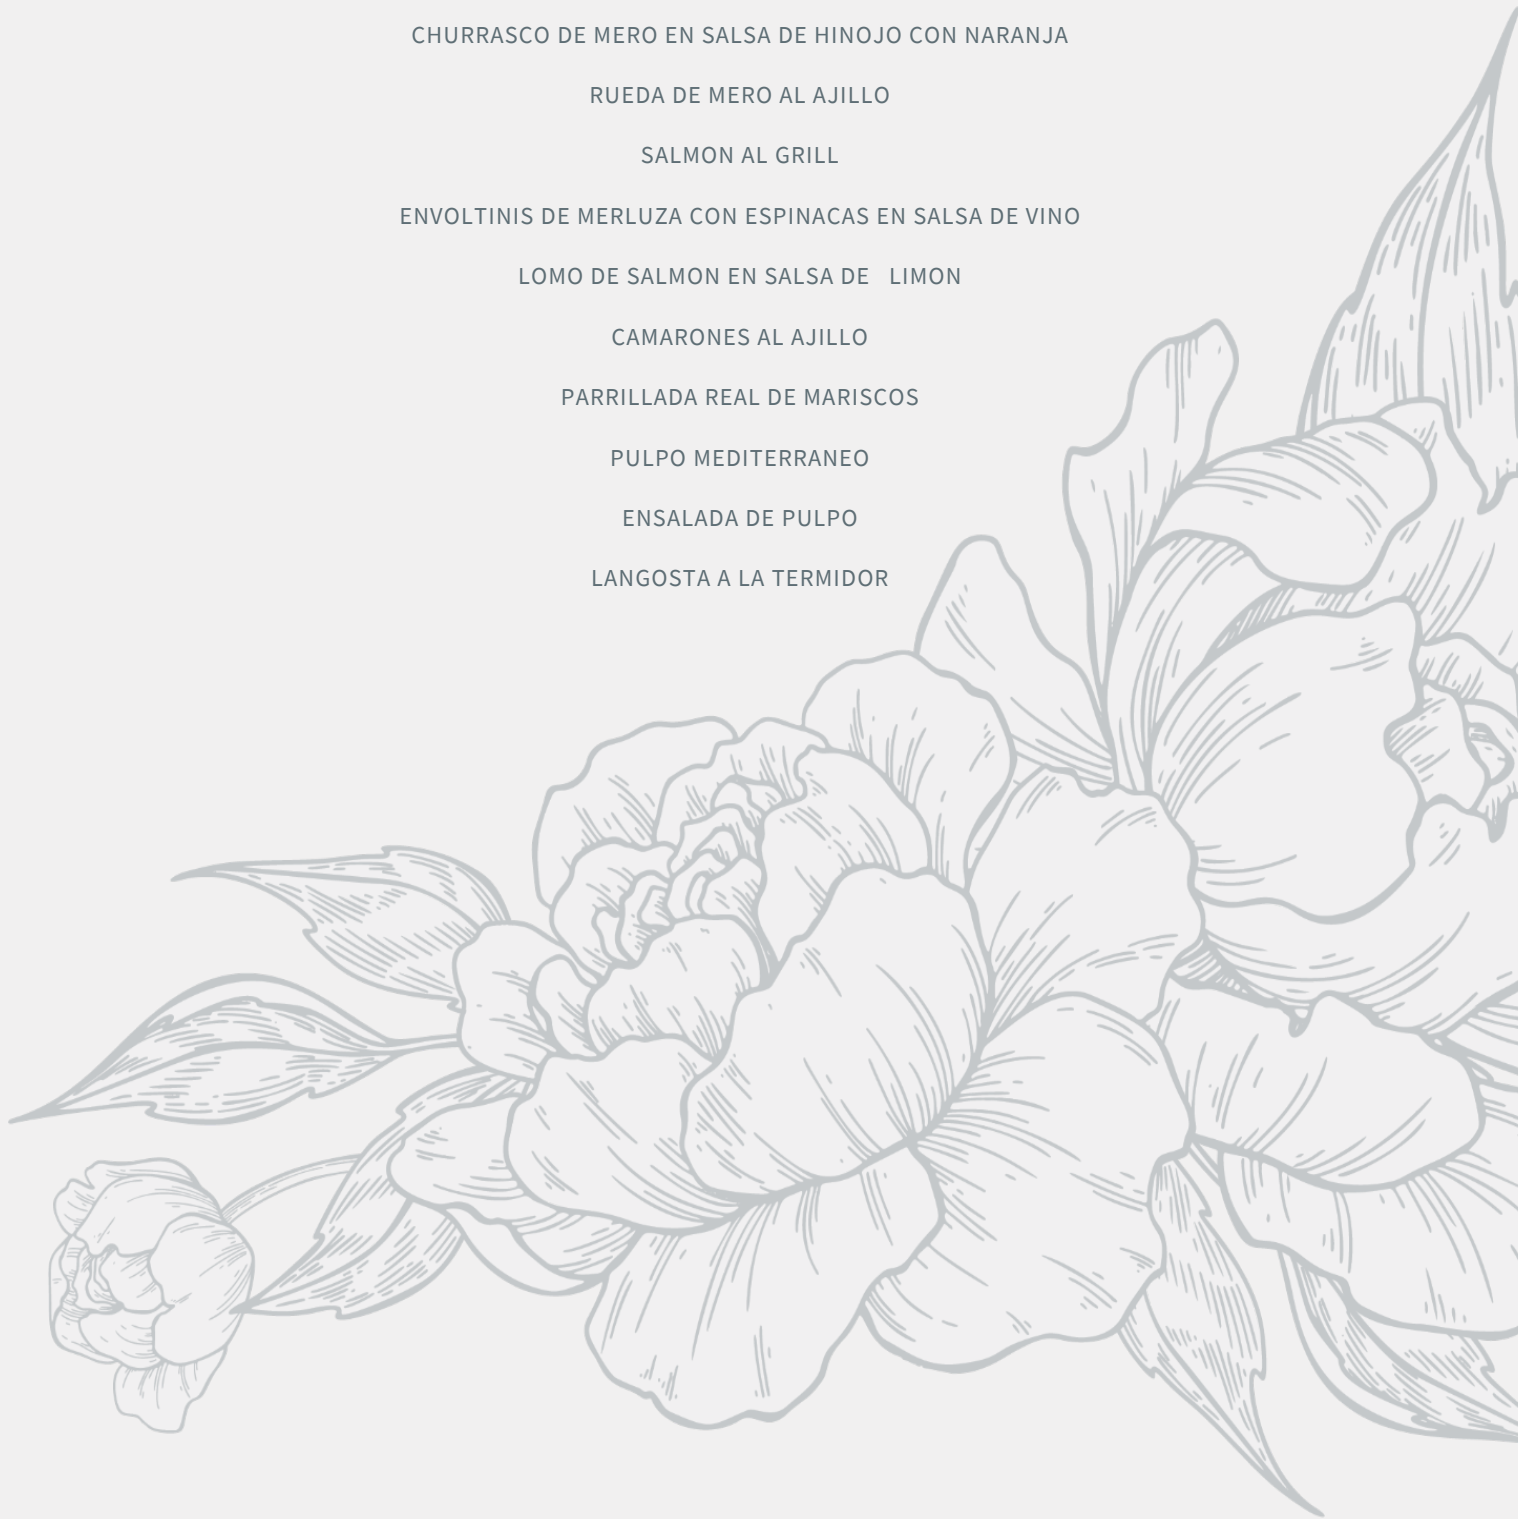 CHURRASCO DE MERO EN SALSA DE HINOJO CON NARANJA
RUEDA DE MERO AL AJILLO
SALMON AL GRILL
ENVOLTINIS DE MERLUZA CON ESPINACAS EN SALSA DE VINO
LOMO DE SALMON EN SALSA DE LIMON
CAMARONES AL AJILLO
PARRILLADA REAL DE MARISCOS
PULPO MEDITERRANEO
ENSALADA DE PULPO
LANGOSTA A LA TERMIDOR